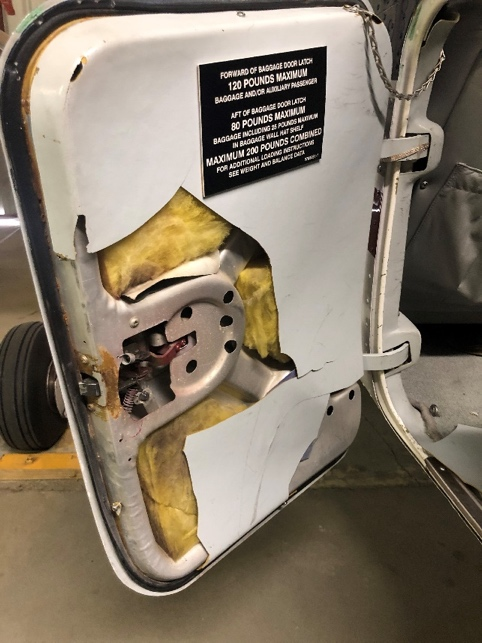 FORWARD OF BAGGAGE DOOR LATCH
120 POUNDS MAXIMUM
BAGGAGE AND/OR AUXILIARY PASSENGER
AFT OF BAGGAGE DOOR LATCH
80 POUNDS MAXIMUM
BAGGAGE INCLUDING 25 POUNDS MAXIMUM
IN BAGGAGE WALL HAT SHELF
MAXIMUM 200 POUNDS COMBINED
FOR ADDITIONAL LOADING INSTRUCTIONS
SEE WEIGHT AND BALANCE DATA